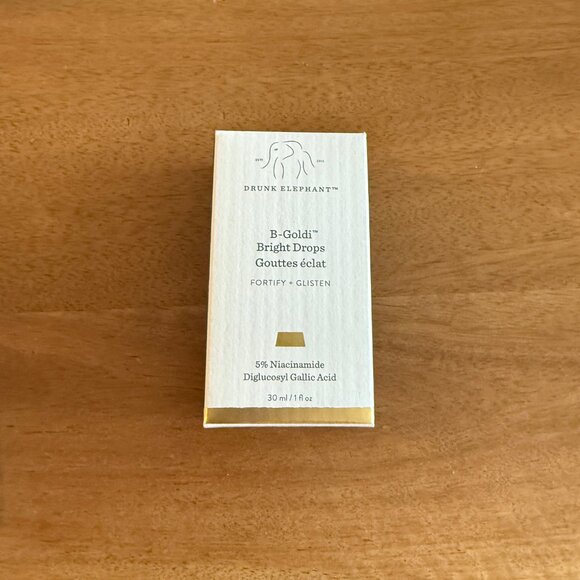 DRUNK ELEPHANT™
B-Goldi™
Bright Drops
Gouttes éclat
FORTIFY + GLISTEN
5% Niacinamide
Diglucosyl Gallic Acid
30 ml / 1 fl oz